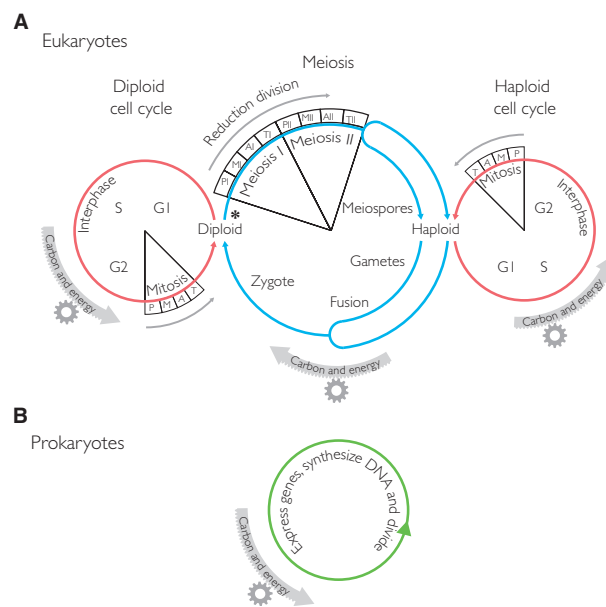 A
Eukaryotes
Diploid
cell cycle
Interphase
S
G1
G2
Mitosis
P
M
A
T
Carbon and energy
Meiosis
Reduction division
PI
MI
AI
TI
PII
MII
AII
TII
Meiosis I
Meiosis II
Diploid
*
Meiospores
Haploid
Zygote
Gametes
Fusion
Carbon and energy
Haploid
cell cycle
T
A
M
P
Mitosis
Interphase
G2
G1
S
Carbon and energy
B
Prokaryotes
Express genes, synthesize DNA and divide
Carbon and energy